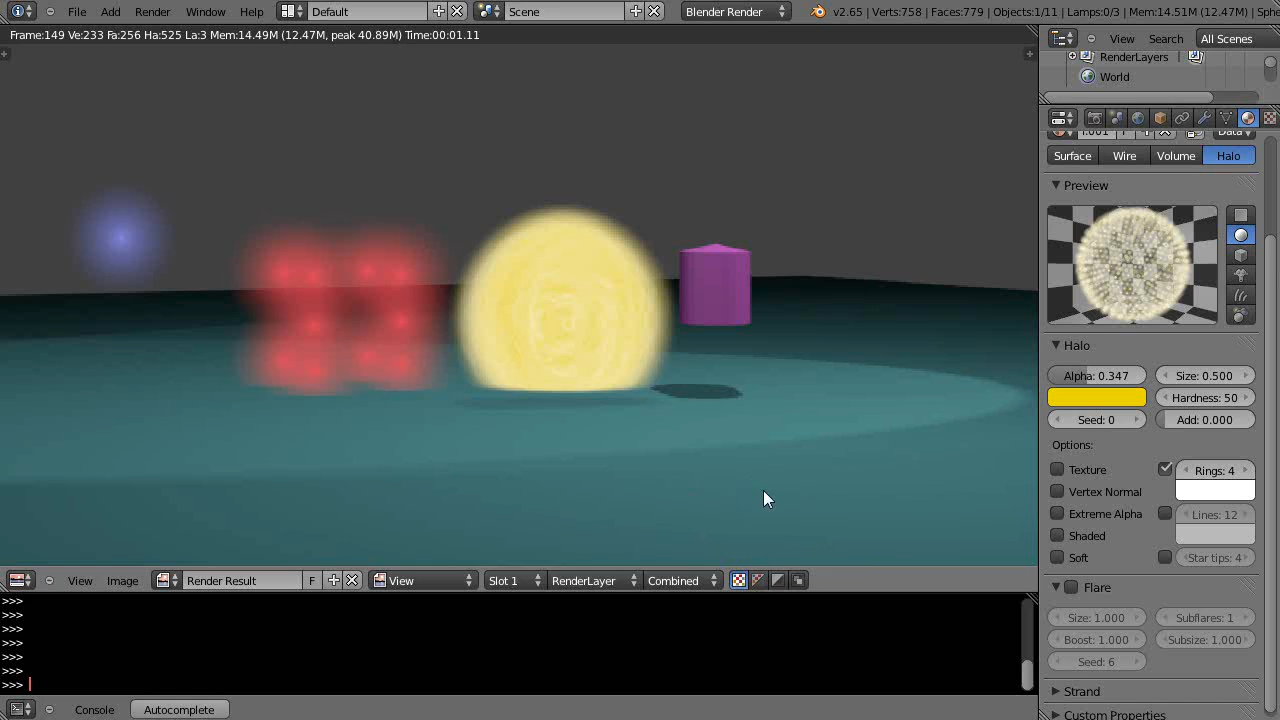 File Add Render Window Help Default Scene Blender Render v2.65 | Verts:758 | Faces:779 | Objects:1/11 | Lamps:0/3 | Mem:14.51M (12.47M) | Sphe
Frame:149 Ve:233 Fa:256 Ha:525 La:3 Mem:14.49M (12.47M, peak 40.89M) Time:00:01.11
View Search All Scenes
RenderLayers |
World
Data
Surface Wire Volume Halo
Preview
Halo
Alpha: 0.347 Size: 0.500
Hardness: 50
Seed: 0 Add: 0.000
Options:
Texture Rings: 4
Vertex Normal
Extreme Alpha Lines: 12
Shaded
Soft Star tips: 4
Flare
Size: 1.000 Subflares: 1
Boost: 1.000 Subsize: 1.000
Seed: 6
Strand
Custom Properties
View Image Render Result F View Slot 1 RenderLayer Combined
>>>
>>>
>>>
>>>
>>>
>>>
>>>
Console Autocomplete